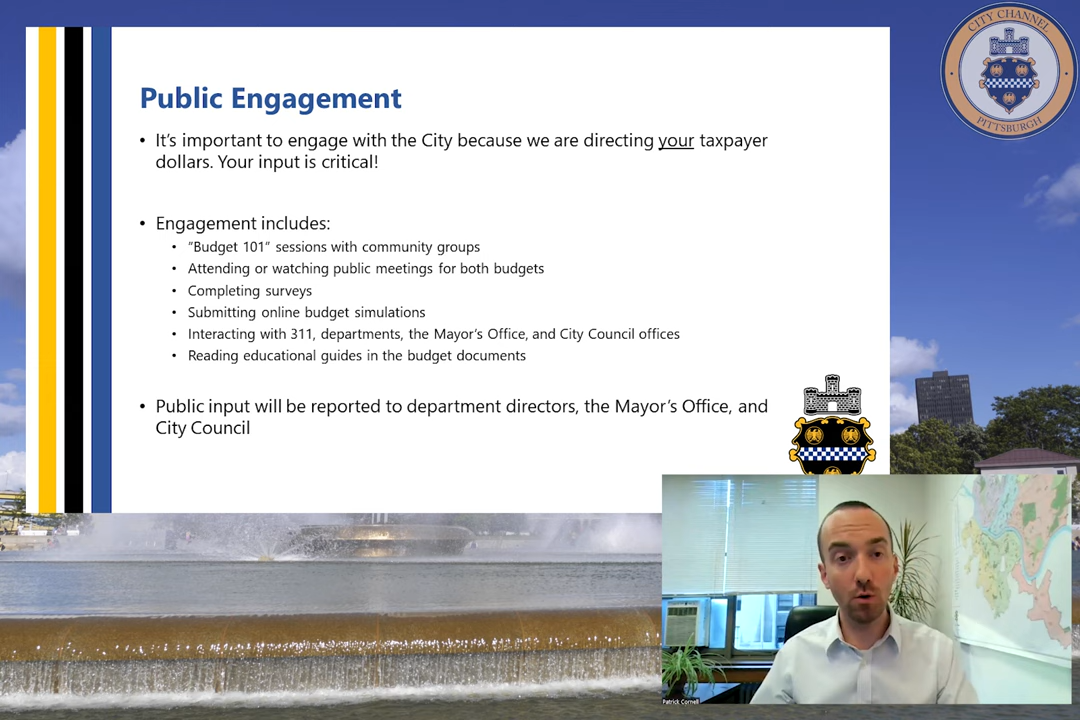 CITY CHANNEL
PITTSBURGH
Public Engagement
• It's important to engage with the City because we are directing your taxpayer
dollars. Your input is critical!
• Engagement includes:
• "Budget 101" sessions with community groups
• Attending or watching public meetings for both budgets
• Completing surveys
• Submitting online budget simulations
• Interacting with 311, departments, the Mayor's Office, and City Council offices
• Reading educational guides in the budget documents
• Public input will be reported to department directors, the Mayor's Office, and
City Council
Patrick Cornell